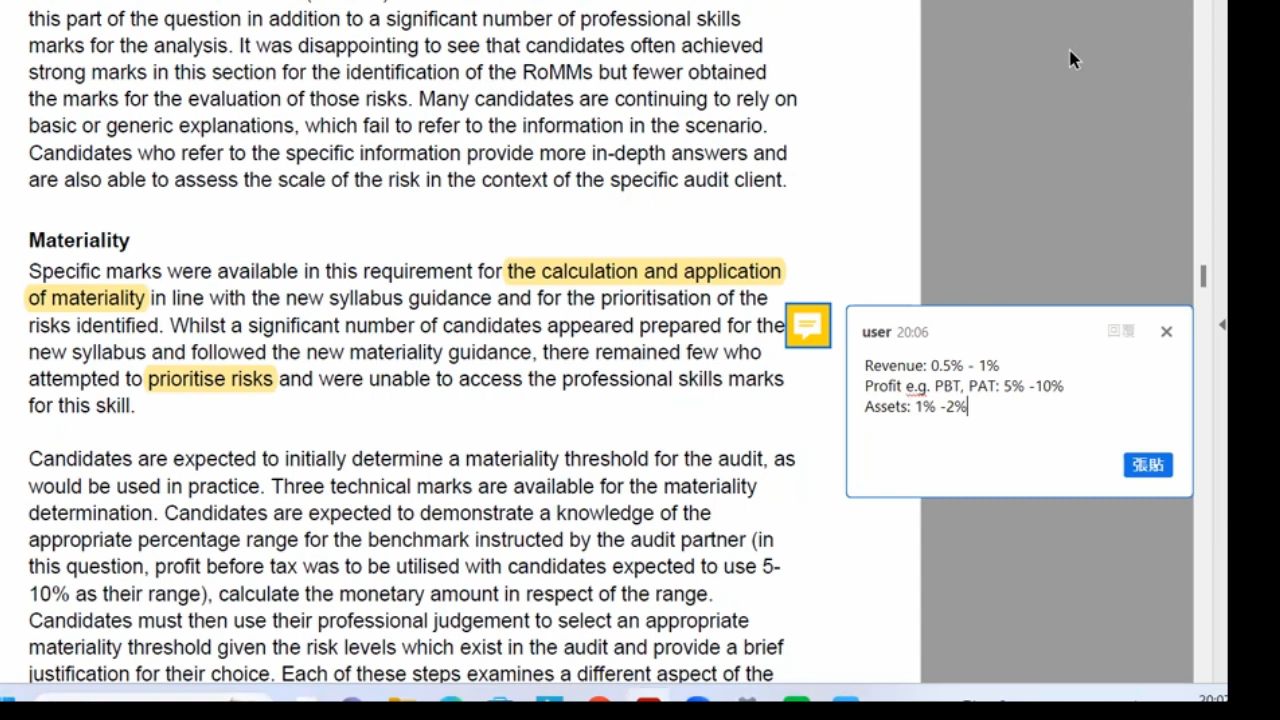 this part of the question in addition to a significant number of professional skills
marks for the analysis. It was disappointing to see that candidates often achieved
strong marks in this section for the identification of the RoMMs but fewer obtained
the marks for the evaluation of those risks. Many candidates are continuing to rely on
basic or generic explanations, which fail to refer to the information in the scenario.
Candidates who refer to the specific information provide more in-depth answers and
are also able to assess the scale of the risk in the context of the specific audit client.
Materiality
Specific marks were available in this requirement for the calculation and application
of materiality in line with the new syllabus guidance and for the prioritisation of the
risks identified. Whilst a significant number of candidates appeared prepared for the
new syllabus and followed the new materiality guidance, there remained few who
attempted to prioritise risks and were unable to access the professional skills marks
for this skill.
Candidates are expected to initially determine a materiality threshold for the audit, as
would be used in practice. Three technical marks are available for the materiality
determination. Candidates are expected to demonstrate a knowledge of the
appropriate percentage range for the benchmark instructed by the audit partner (in
this question, profit before tax was to be utilised with candidates expected to use 5-
10% as their range), calculate the monetary amount in respect of the range.
Candidates must then use their professional judgement to select an appropriate
materiality threshold given the risk levels which exist in the audit and provide a brief
justification for their choice. Each of these steps examines a different aspect of the
user 20:06
回覆
Revenue: 0.5% - 1%
Profit e.g. PBT, PAT: 5% -10%
Assets: 1% -2%
張貼